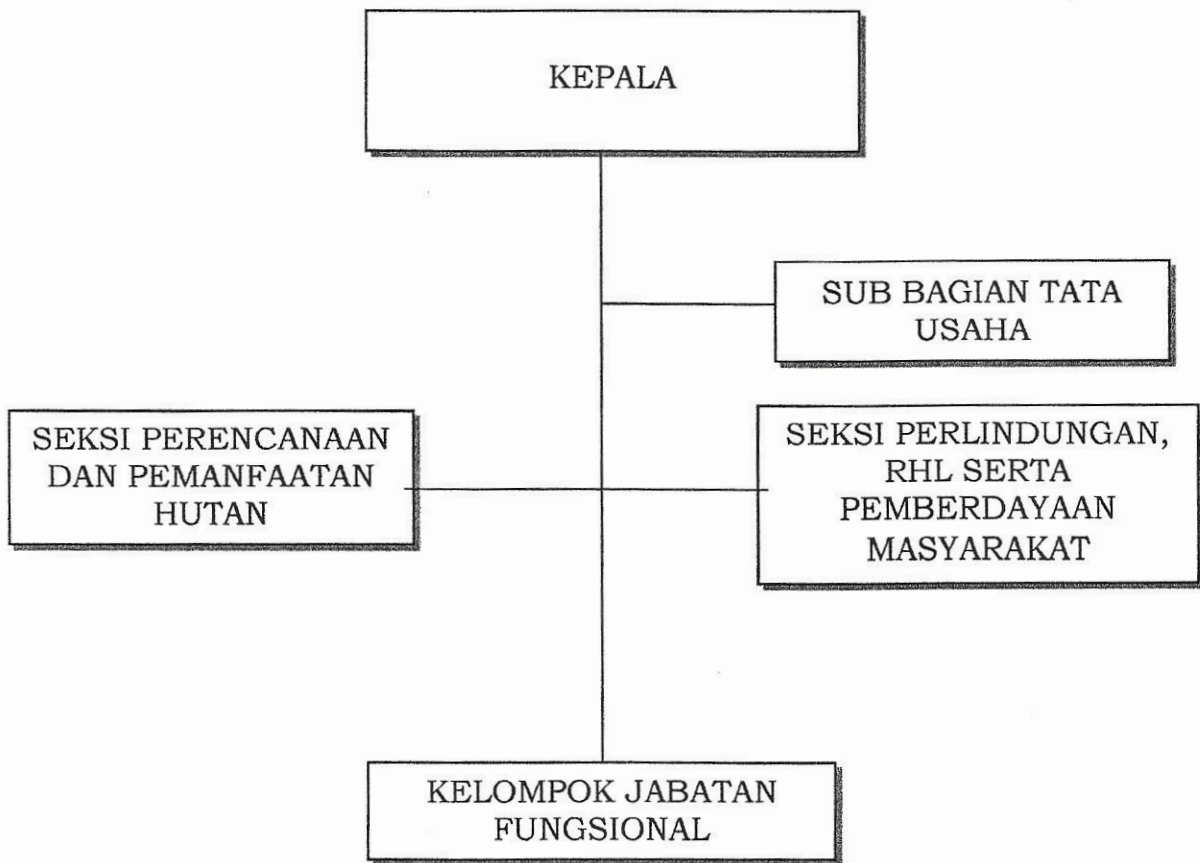 KEPALA
SUB BAGIAN TATA
USAHA
SEKSI PERENCANAAN
DAN PEMANFAATAN
HUTAN
SEKSI PERLINDUNGAN,
RHL SERTA
PEMBERDAYAAN
MASYARAKAT
KELOMPOK JABATAN
FUNGSIONAL